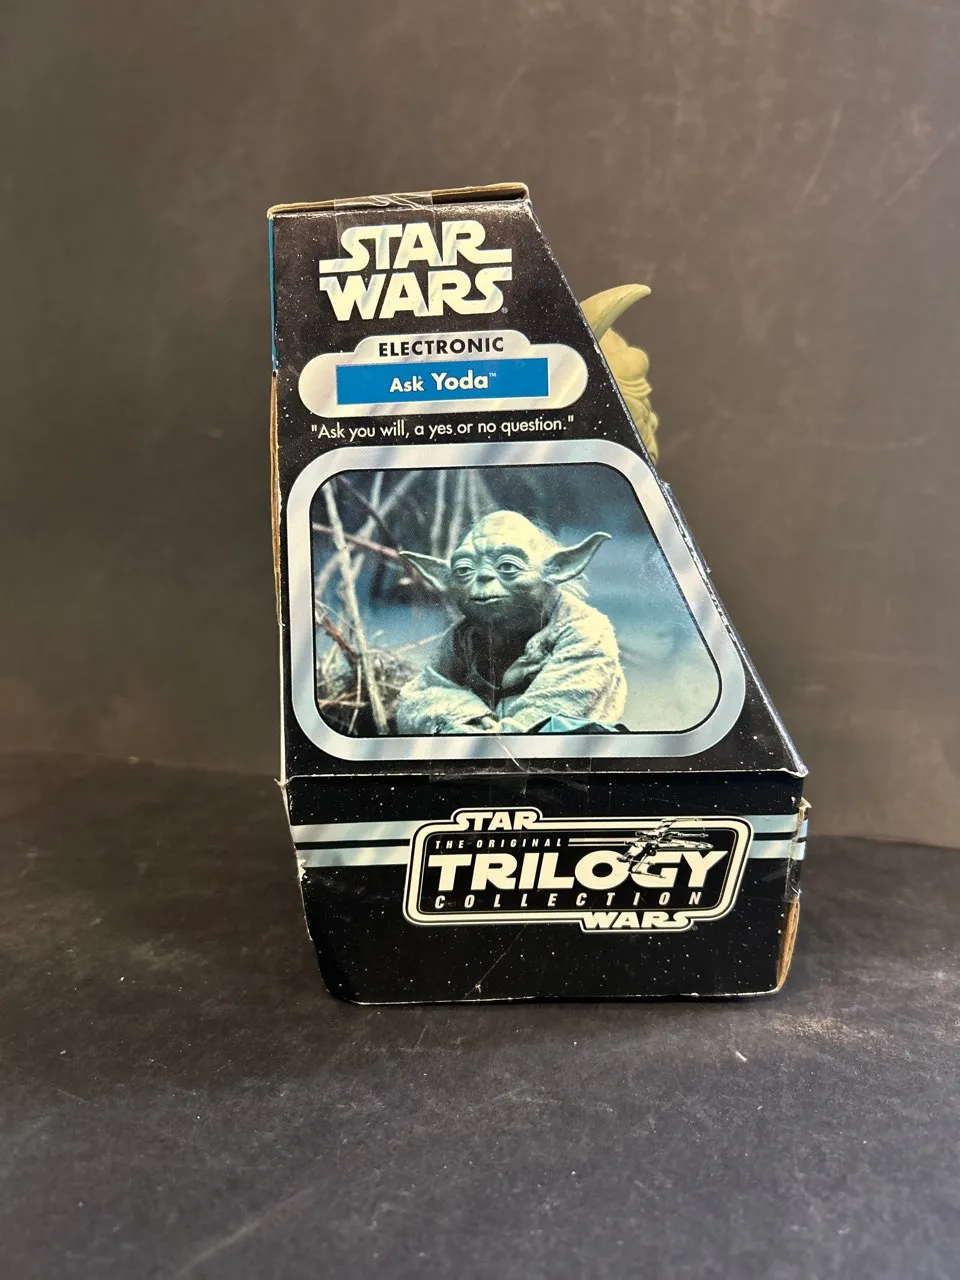 STAR
WARS
ELECTRONIC
Ask Yoda™
"Ask you will, a yes or no question."
STAR
THE ORIGINAL
TRILOGY
COLLECTION
WARS